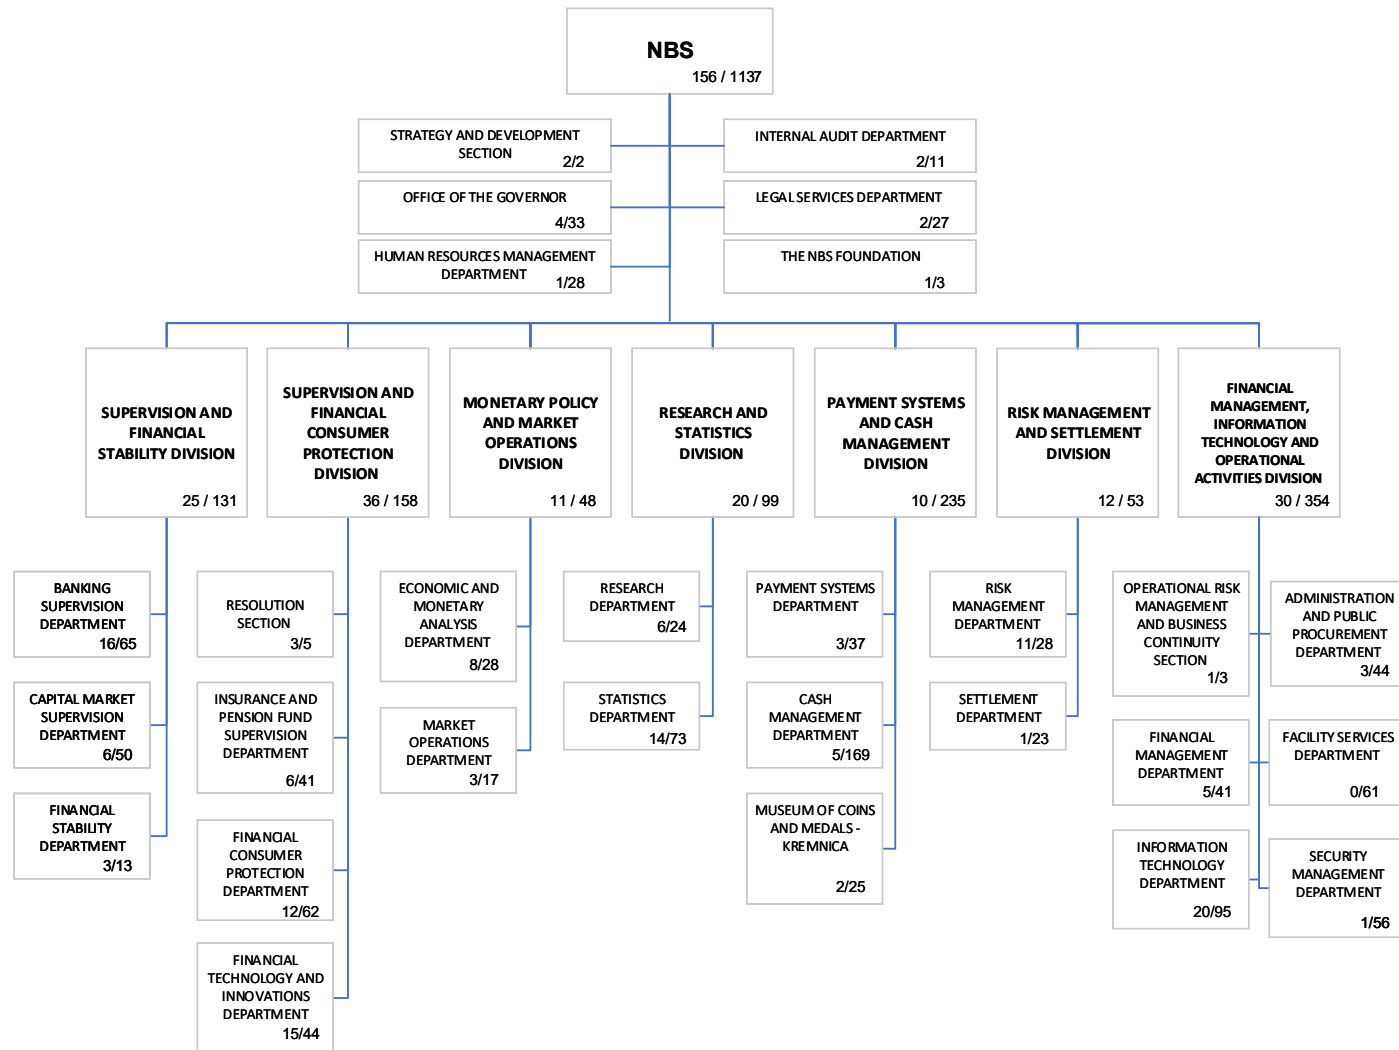 NBS
156 / 1137
STRATEGY AND DEVELOPMENT
SECTION
2/2
INTERNAL AUDIT DEPARTMENT
2/11
OFFICE OF THE GOVERNOR
4/33
LEGAL SERVICES DEPARTMENT
2/27
HUMAN RESOURCES MANAGEMENT
DEPARTMENT
1/28
THE NBS FOUNDATION
1/3
SUPERVISION AND
FINANCIAL
STABILITY DIVISION
25 / 131
SUPERVISION AND
FINANCIAL
CONSUMER
PROTECTION
DIVISION
36 / 158
MONETARY POLICY
AND MARKET
OPERATIONS
DIVISION
11 / 48
RESEARCH AND
STATISTICS
DIVISION
20 / 99
PAYMENT SYSTEMS
AND CASH
MANAGEMENT
DIVISION
10 / 235
RISK MANAGEMENT
AND SETTLEMENT
DIVISION
12 / 53
FINANCIAL
MANAGEMENT,
INFORMATION
TECHNOLOGY AND
OPERATIONAL
ACTIVITIES DIVISION
30 / 354
BANKING
SUPERVISION
DEPARTMENT
16/65
CAPITAL MARKET
SUPERVISION
DEPARTMENT
6/50
FINANCIAL
STABILITY
DEPARTMENT
3/13
RESOLUTION
SECTION
3/5
INSURANCE AND
PENSION FUND
SUPERVISION
DEPARTMENT
6/41
FINANCIAL
CONSUMER
PROTECTION
DEPARTMENT
12/62
FINANCIAL
TECHNOLOGY AND
INNOVATIONS
DEPARTMENT
15/44
ECONOMIC AND
MONETARY
ANALYSIS
DEPARTMENT
8/28
MARKET
OPERATIONS
DEPARTMENT
3/17
RESEARCH
DEPARTMENT
6/24
STATISTICS
DEPARTMENT
14/73
PAYMENT SYSTEMS
DEPARTMENT
3/37
CASH
MANAGEMENT
DEPARTMENT
5/169
MUSEUM OF COINS
AND MEDALS -
KREMNICA
2/25
RISK
MANAGEMENT
DEPARTMENT
11/28
SETTLEMENT
DEPARTMENT
1/23
OPERATIONAL RISK
MANAGEMENT
AND BUSINESS
CONTINUITY
SECTION
1/3
ADMINISTRATION
AND PUBLIC
PROCUREMENT
DEPARTMENT
3/44
FINANCIAL
MANAGEMENT
DEPARTMENT
5/41
FACILITY SERVICES
DEPARTMENT
0/61
INFORMATION
TECHNOLOGY
DEPARTMENT
20/95
SECURITY
MANAGEMENT
DEPARTMENT
1/56